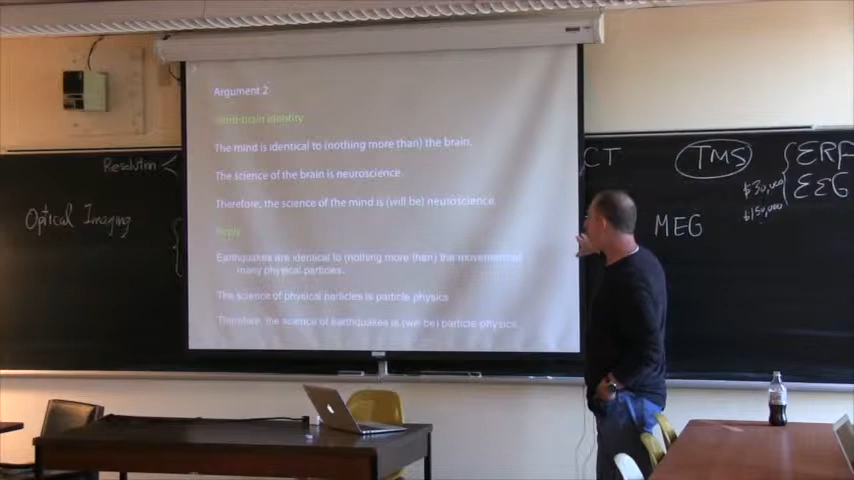 Argument 2
Mind-brain identity
The mind is identical to (nothing more than) the brain.
The science of the brain is neuroscience.
Therefore, the science of the mind is (will be) neuroscience.
Reply
Earthquakes are identical to (nothing more than) the movement of
many physical particles.
The science of physical particles is particle physics
Therefore, the science of earthquakes is (will be) particle physics.
Resolution
Optical Imaging
CT
TMS
ERP
$30,000
EEG
$150,000
MEG